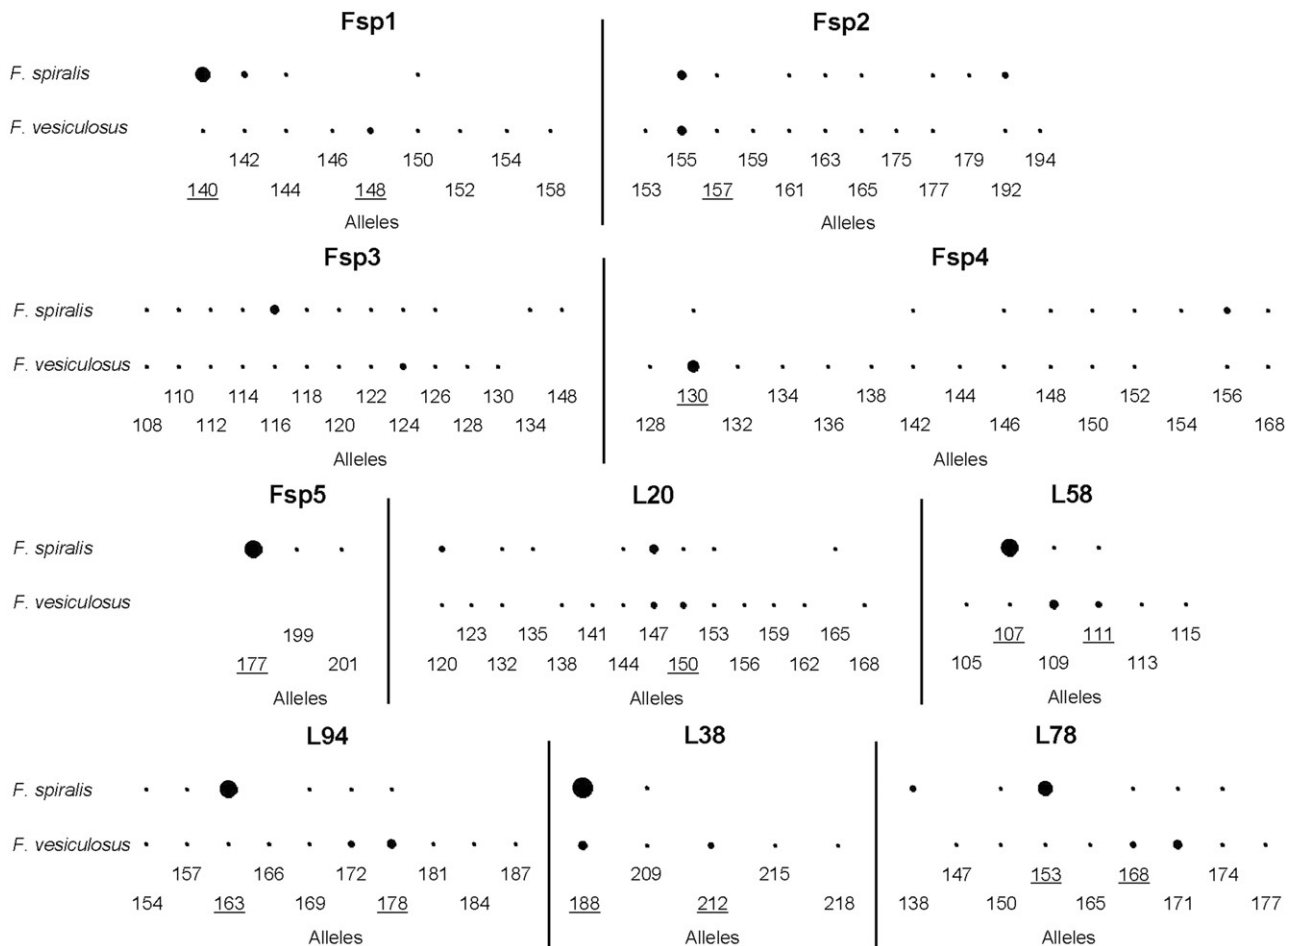 Fsp1 Fsp2
F. spiralis
F. vesiculosus
142 146 150 154 155 159 163 175 179 194
140 144 148 152 158 153 157 161 165 177 192
Alleles Alleles
Fsp3 Fsp4
F. spiralis
F. vesiculosus
110 114 118 122 126 130 148 130 134 138 144 148 152 156
108 112 116 120 124 128 134 128 132 136 142 146 150 154 168
Alleles Alleles
Fsp5 L20 L58
F. spiralis
F. vesiculosus
199 123 135 141 147 153 159 165 107 111 115
177 201 120 132 138 144 150 156 162 168 105 109 113
Alleles Alleles Alleles
L94 L38 L78
F. spiralis
F. vesiculosus
157 166 172 181 187 209 215 147 153 168 174
154 163 169 178 184 188 212 218 138 150 165 171 177
Alleles Alleles Alleles